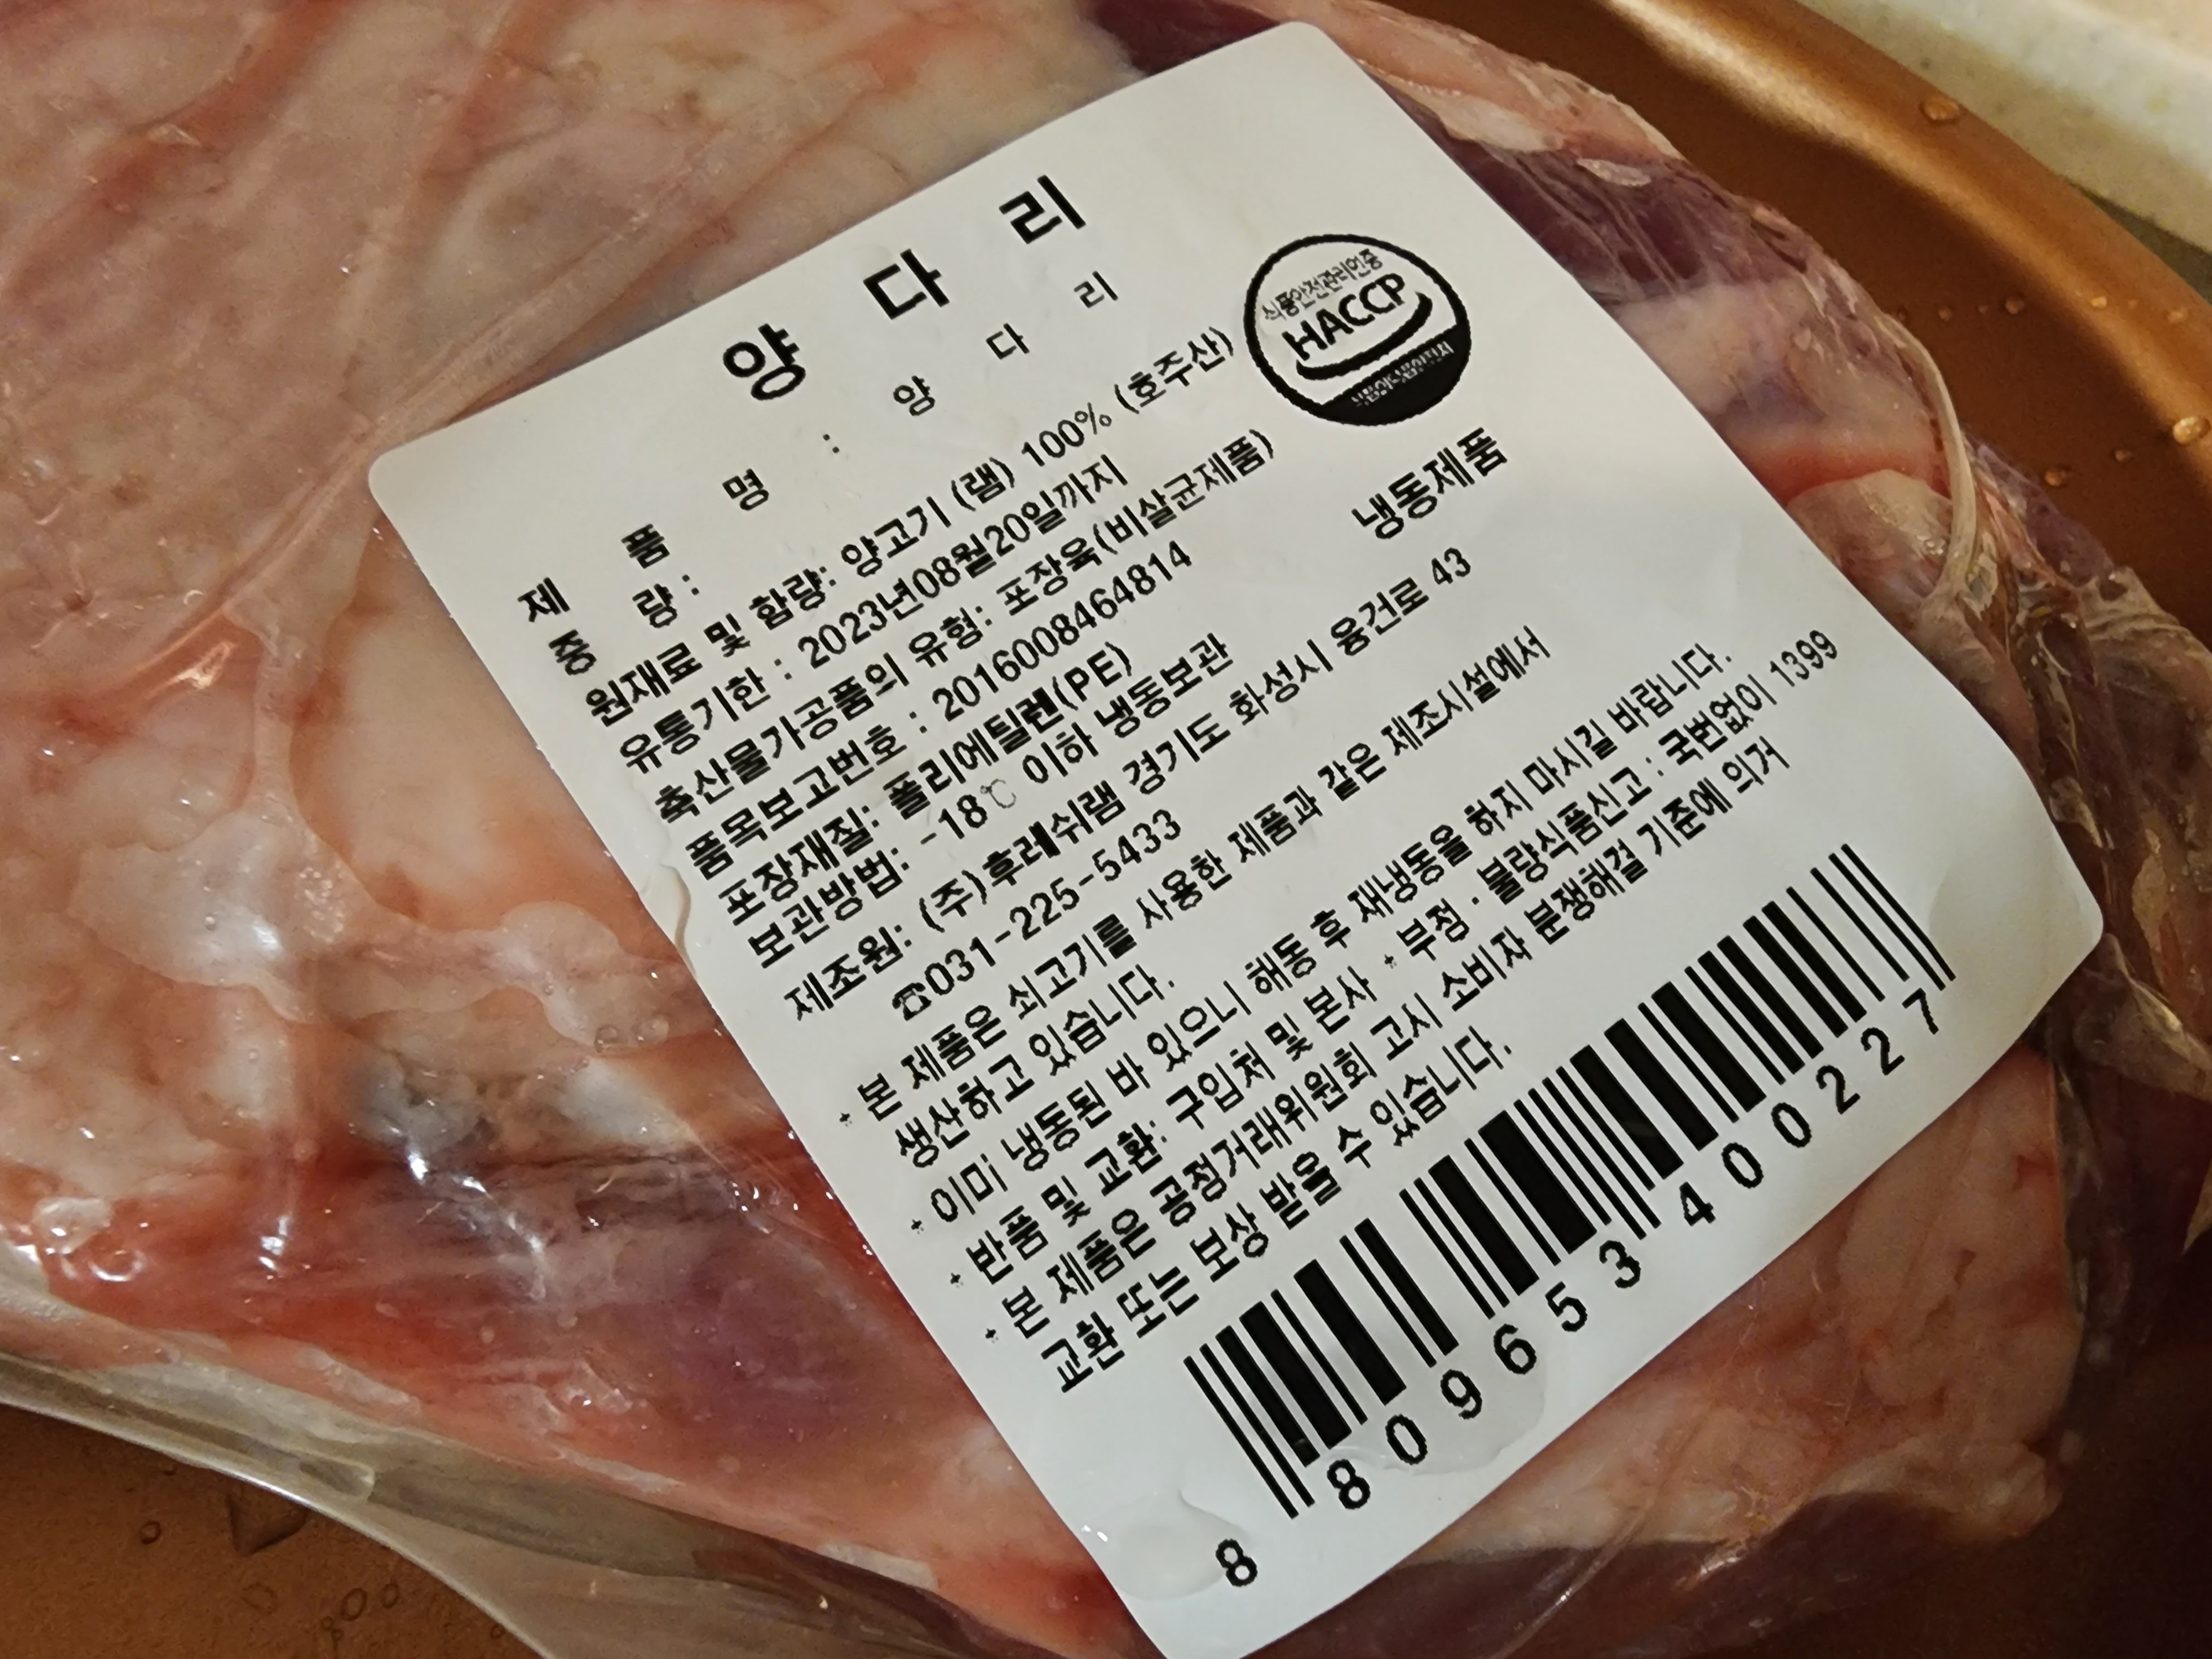 양 다 리
제 품 명 : 양 다 리
중 량 :
원재료 및 함량: 양고기 (램) 100% (호주산)
유통기한 : 2023년08월20일까지
축산물가공품의 유형: 포장육(비살균제품)
품목보고번호 : 2016008464814
포장재질: 폴리에틸렌(PE)
보관방법: -18℃ 이하 냉동보관
식품안전관리인증
HACCP
냉동제품
제조원: (주)후레쉬램 경기도 화성시 융건로 43
☎031-225-5433
* 본 제품은 쇠고기를 사용한 제품과 같은 제조시설에서
생산하고 있습니다.
* 이미 냉동된 바 있으니 해동 후 재냉동을 하지 마시길 바랍니다.
* 반품 및 교환: 구입처 및 본사 * 부정 · 불량식품신고 : 국번없이 1399
* 본 제품은 공정거래위원회 고시 소비자 분쟁해결 기준에 의거
교환 또는 보상 받을 수 있습니다.
8 809653 400227